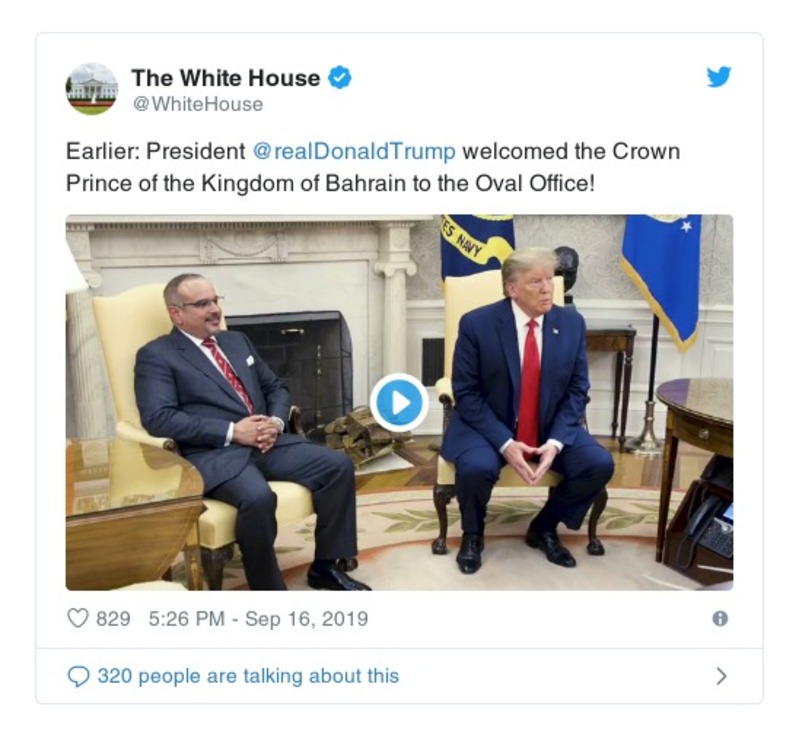 The White House
@WhiteHouse
Earlier: President @realDonaldTrump welcomed the Crown
Prince of the Kingdom of Bahrain to the Oval Office!
ES NAVY
829 5:26 PM - Sep 16, 2019
320 people are talking about this